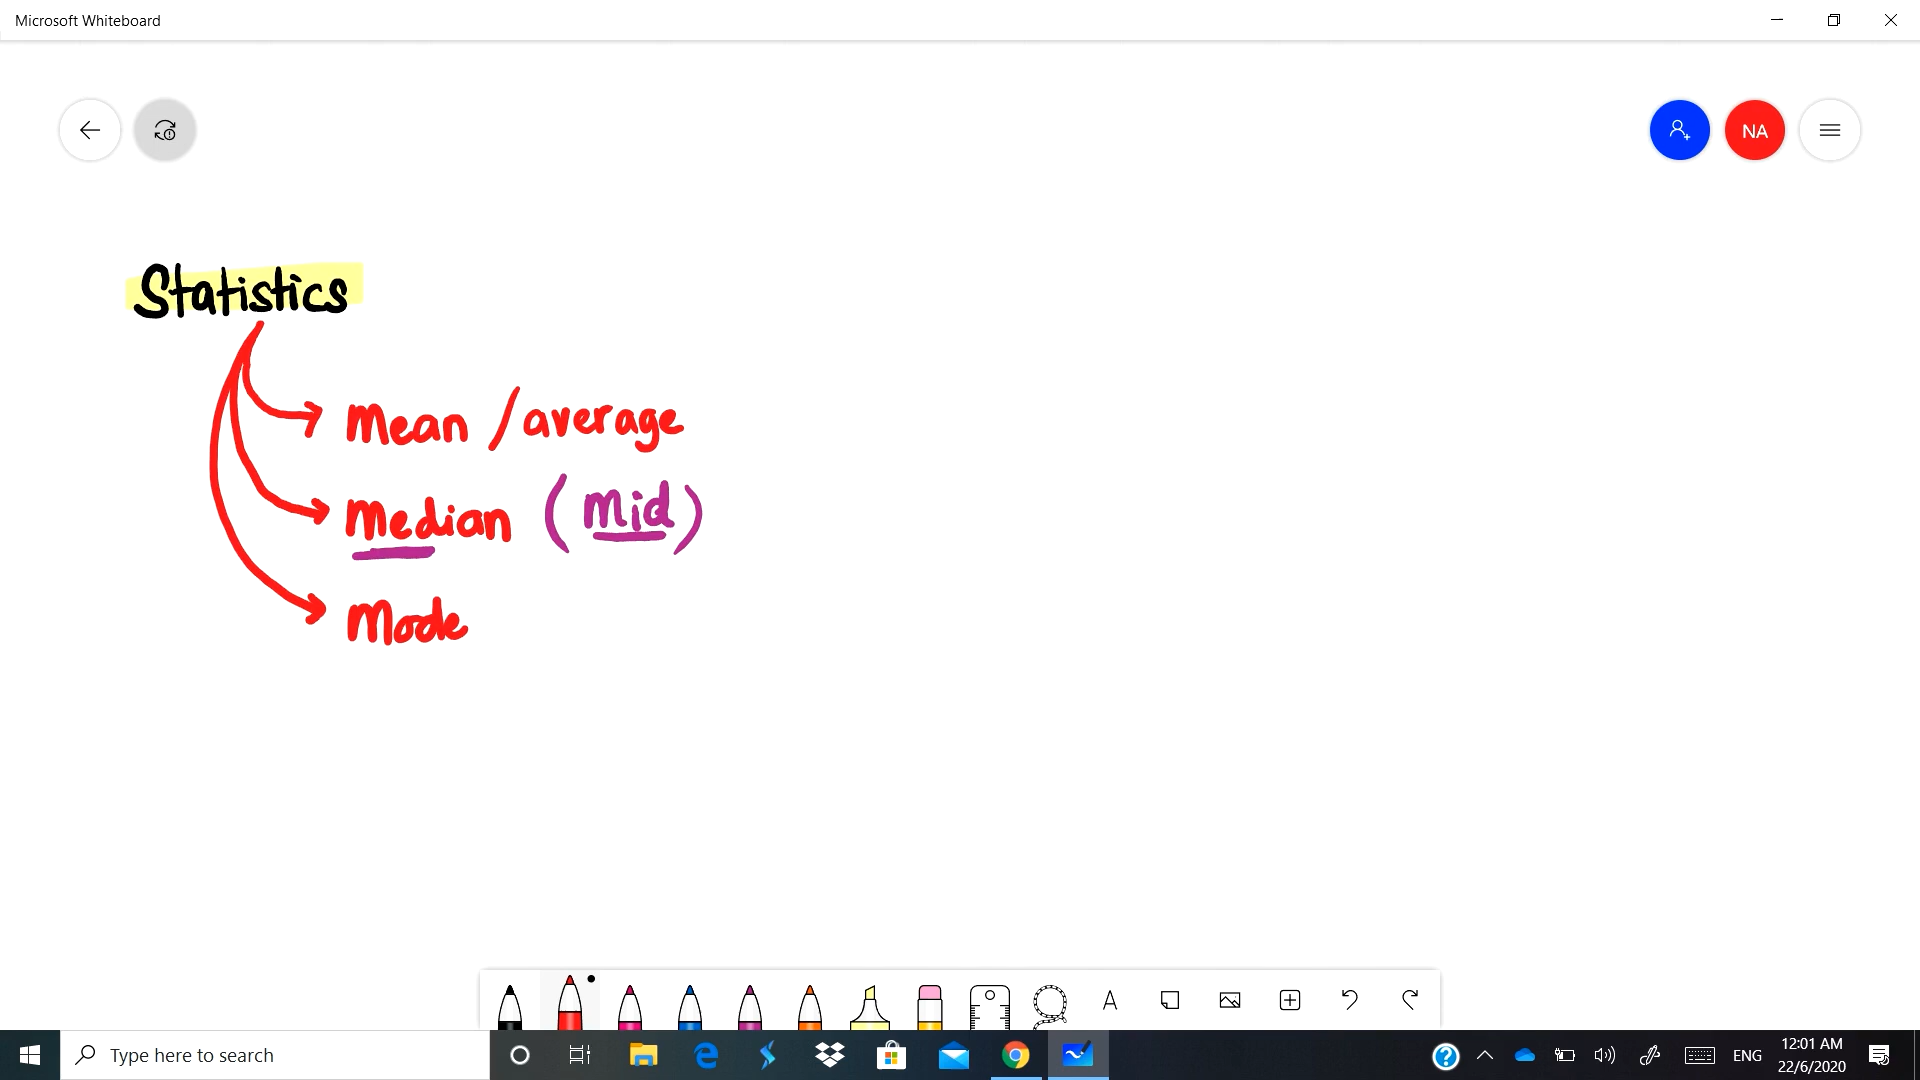 Microsoft Whiteboard
NA
Statistics
Mean / average
Median (Mid)
Mode
A
Type here to search
ENG
12:01 AM
22/6/2020